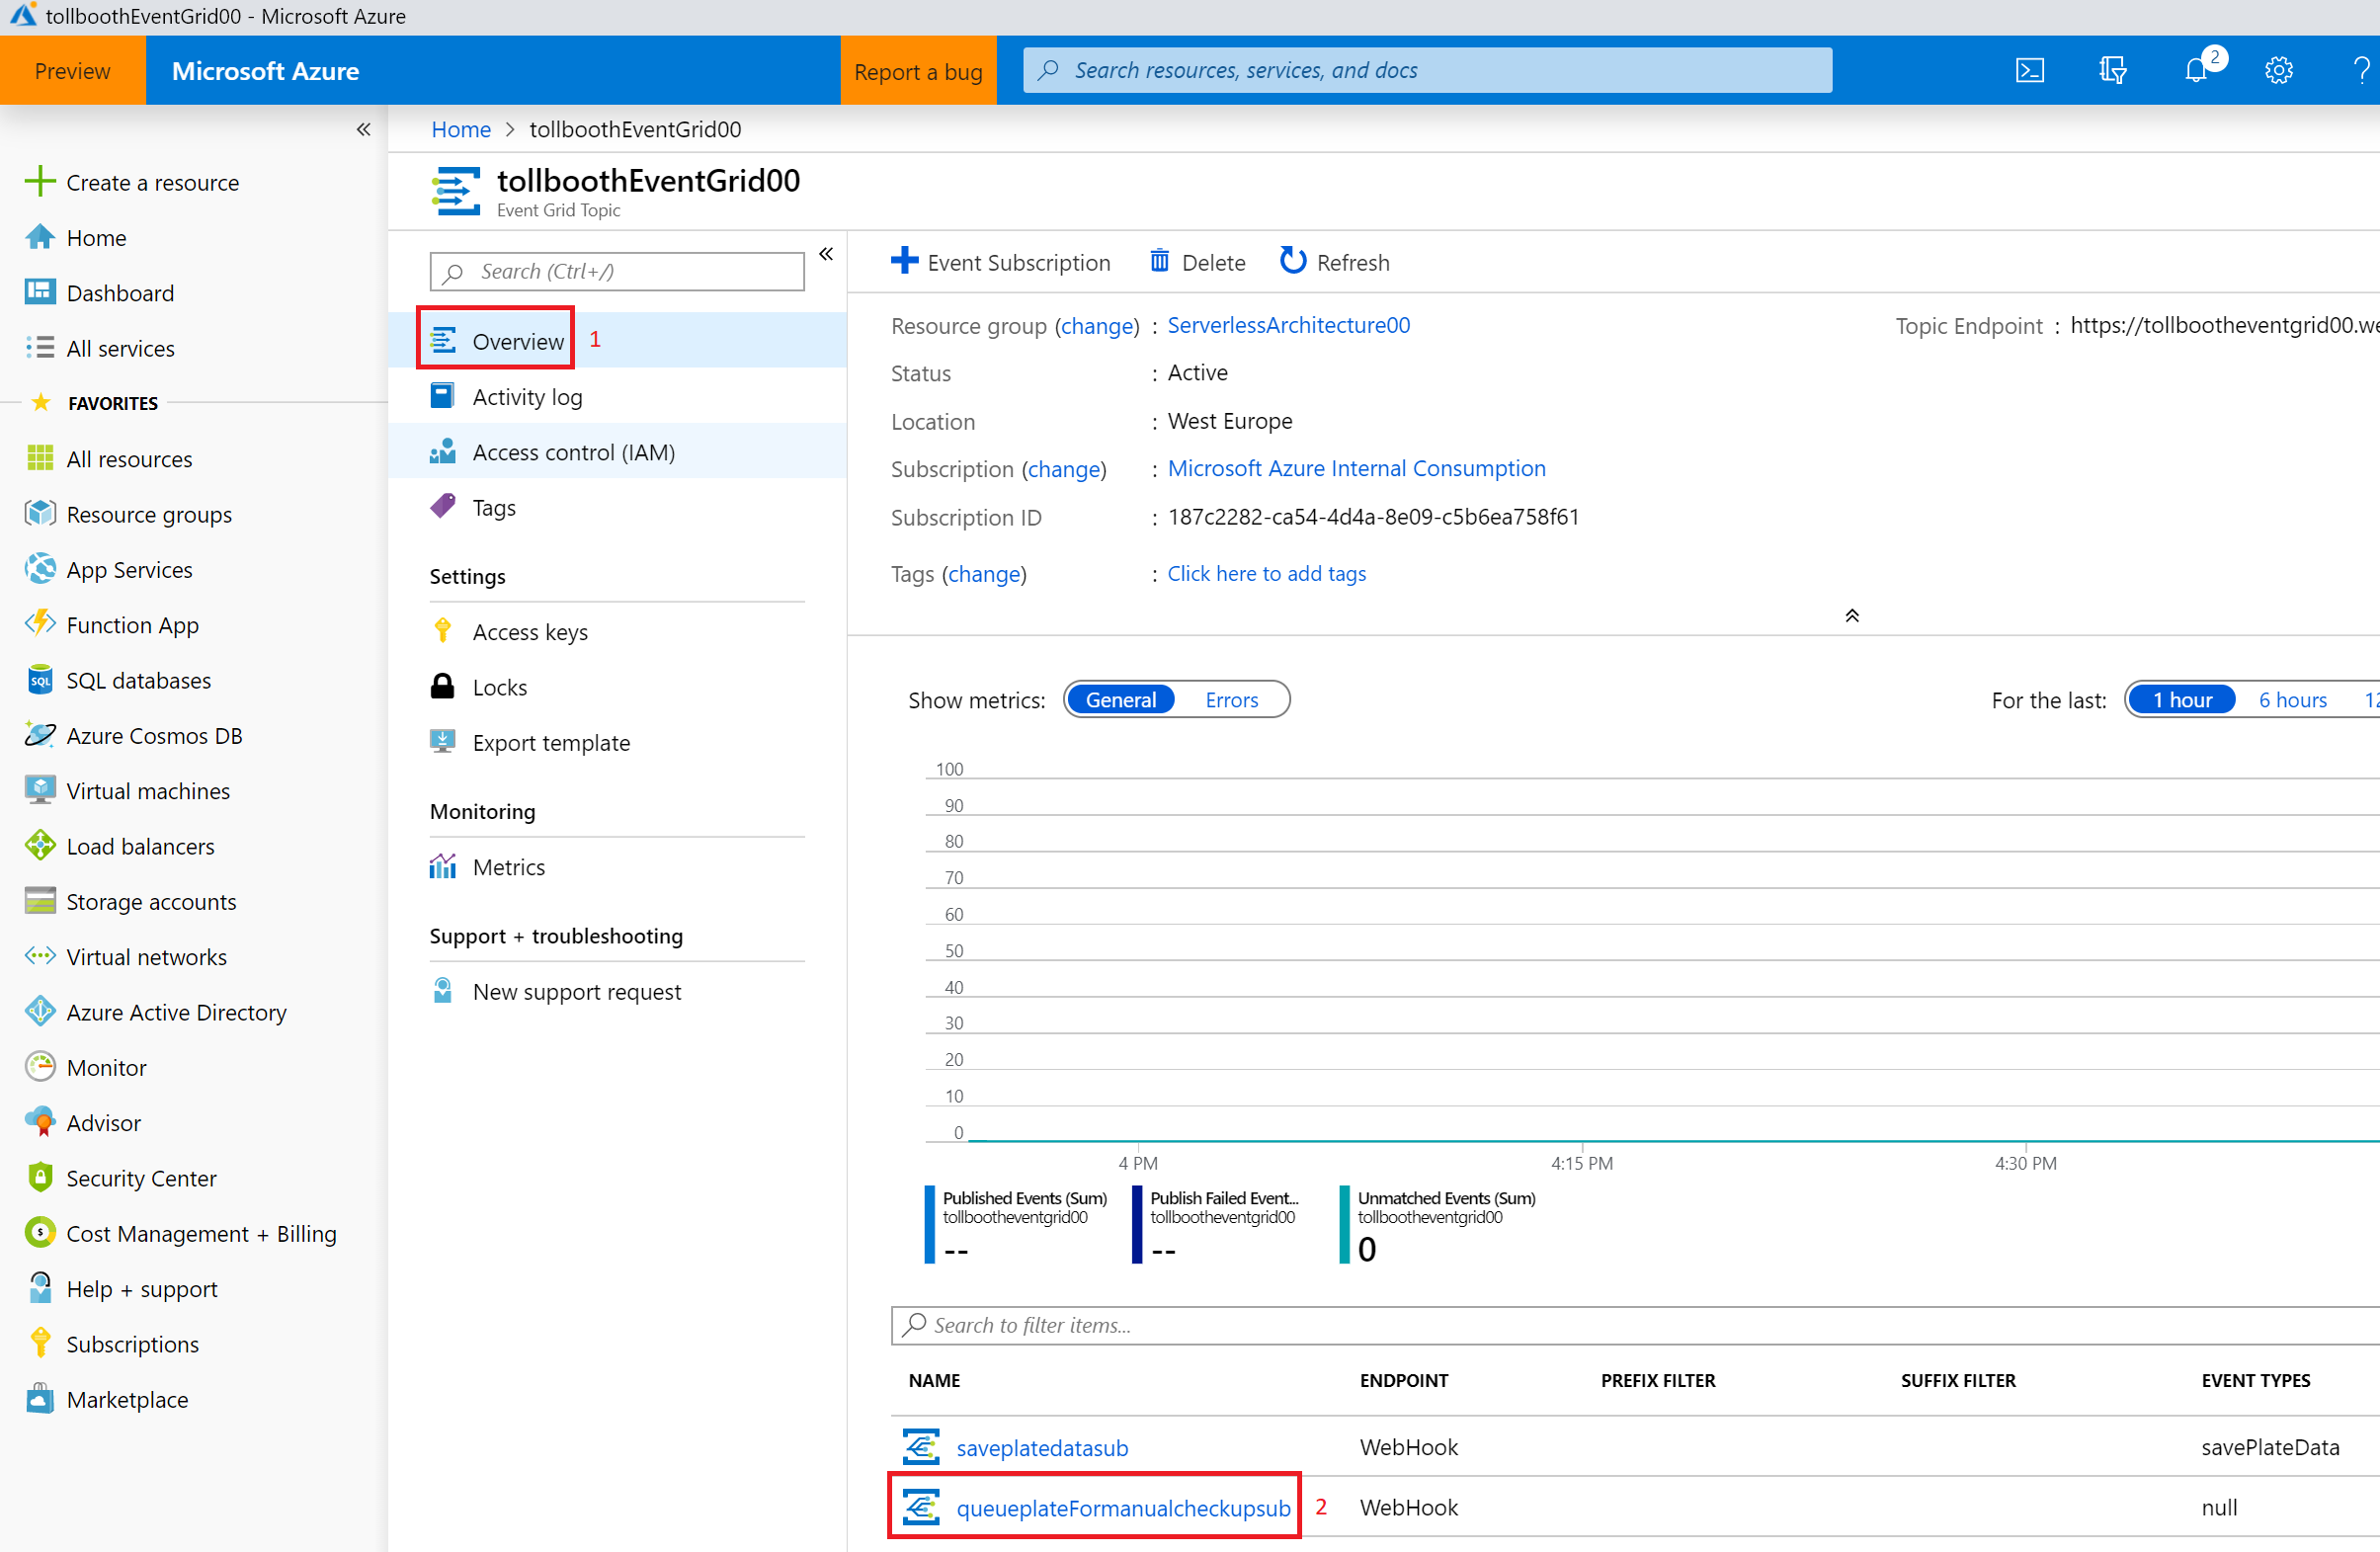 tollboothEventGrid00 - Microsoft Azure
Preview
Microsoft Azure
Report a bug
Search resources, services, and docs
2
?
Home > tollboothEventGrid00
Create a resource
Home
Dashboard
All services
FAVORITES
All resources
Resource groups
App Services
Function App
SQL databases
Azure Cosmos DB
Virtual machines
Load balancers
Storage accounts
Virtual networks
Azure Active Directory
Monitor
Advisor
Security Center
Cost Management + Billing
Help + support
Subscriptions
Marketplace
tollboothEventGrid00
Event Grid Topic
Search (Ctrl+/)
Overview 1
Activity log
Access control (IAM)
Tags
Settings
Access keys
Locks
Export template
Monitoring
Metrics
Support + troubleshooting
New support request
Event Subscription Delete Refresh
Resource group (change) : ServerlessArchitecture00
Topic Endpoint : https://tollbootheventgrid00.we
Status : Active
Location : West Europe
Subscription (change) : Microsoft Azure Internal Consumption
Subscription ID : 187c2282-ca54-4d4a-8e09-c5b6ea758f61
Tags (change) : Click here to add tags
Show metrics: General Errors
For the last: 1 hour 6 hours 12
100
90
80
70
60
50
40
30
20
10
0
4 PM 4:15 PM 4:30 PM
Published Events (Sum)
tollbootheventgrid00
--
Publish Failed Event...
tollbootheventgrid00
--
Unmatched Events (Sum)
tollbootheventgrid00
0
Search to filter items...
NAME ENDPOINT PREFIX FILTER SUFFIX FILTER EVENT TYPES
saveplatedatasub WebHook savePlateData
queueplateFormanualcheckupsub 2 WebHook null